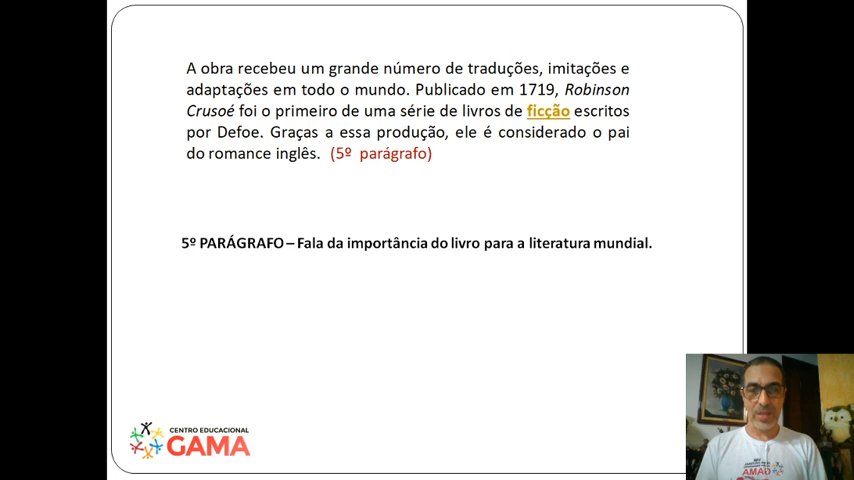 A obra recebeu um grande número de traduções, imitações e
adaptações em todo o mundo. Publicado em 1719, Robinson
Crusoé foi o primeiro de uma série de livros de ficção escritos
por Defoe. Graças a essa produção, ele é considerado o pai
do romance inglês. (5º parágrafo)
5º PARÁGRAFO – Fala da importância do livro para a literatura mundial.
CENTRO EDUCACIONAL
GAMA